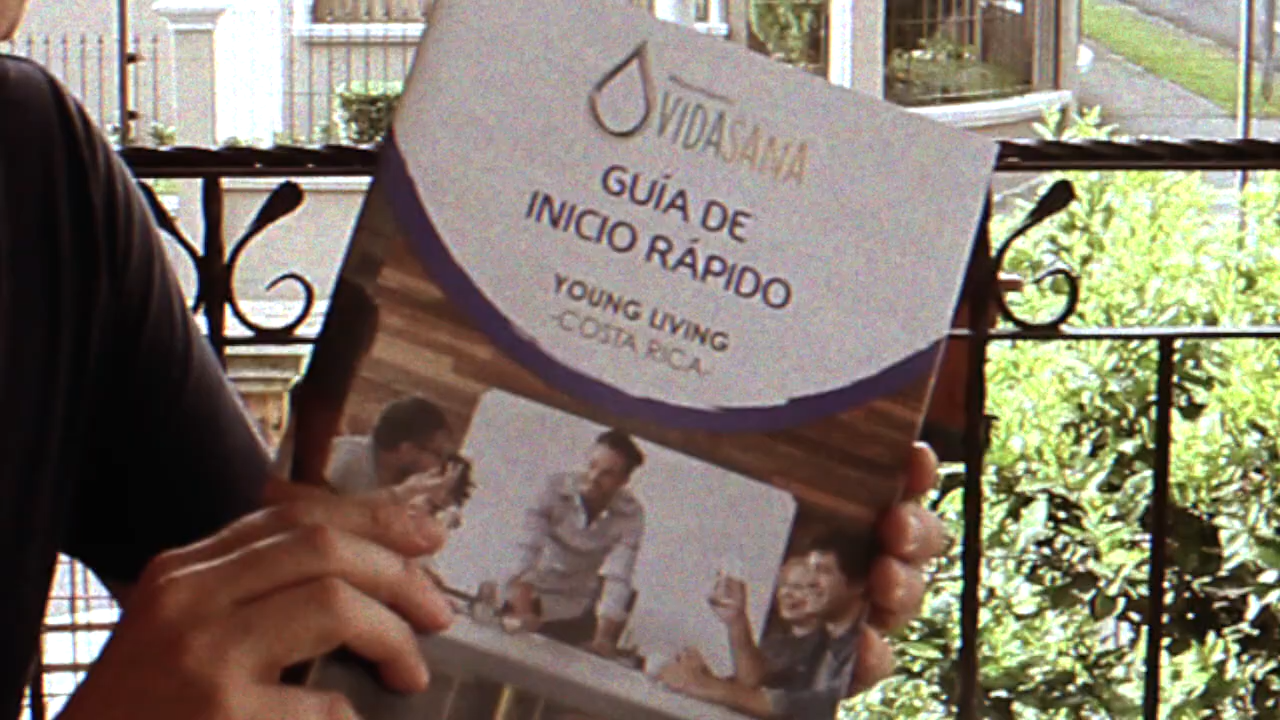 VIDASANA
GUÍA DE
INICIO RÁPIDO
YOUNG LIVING
-COSTA RICA-